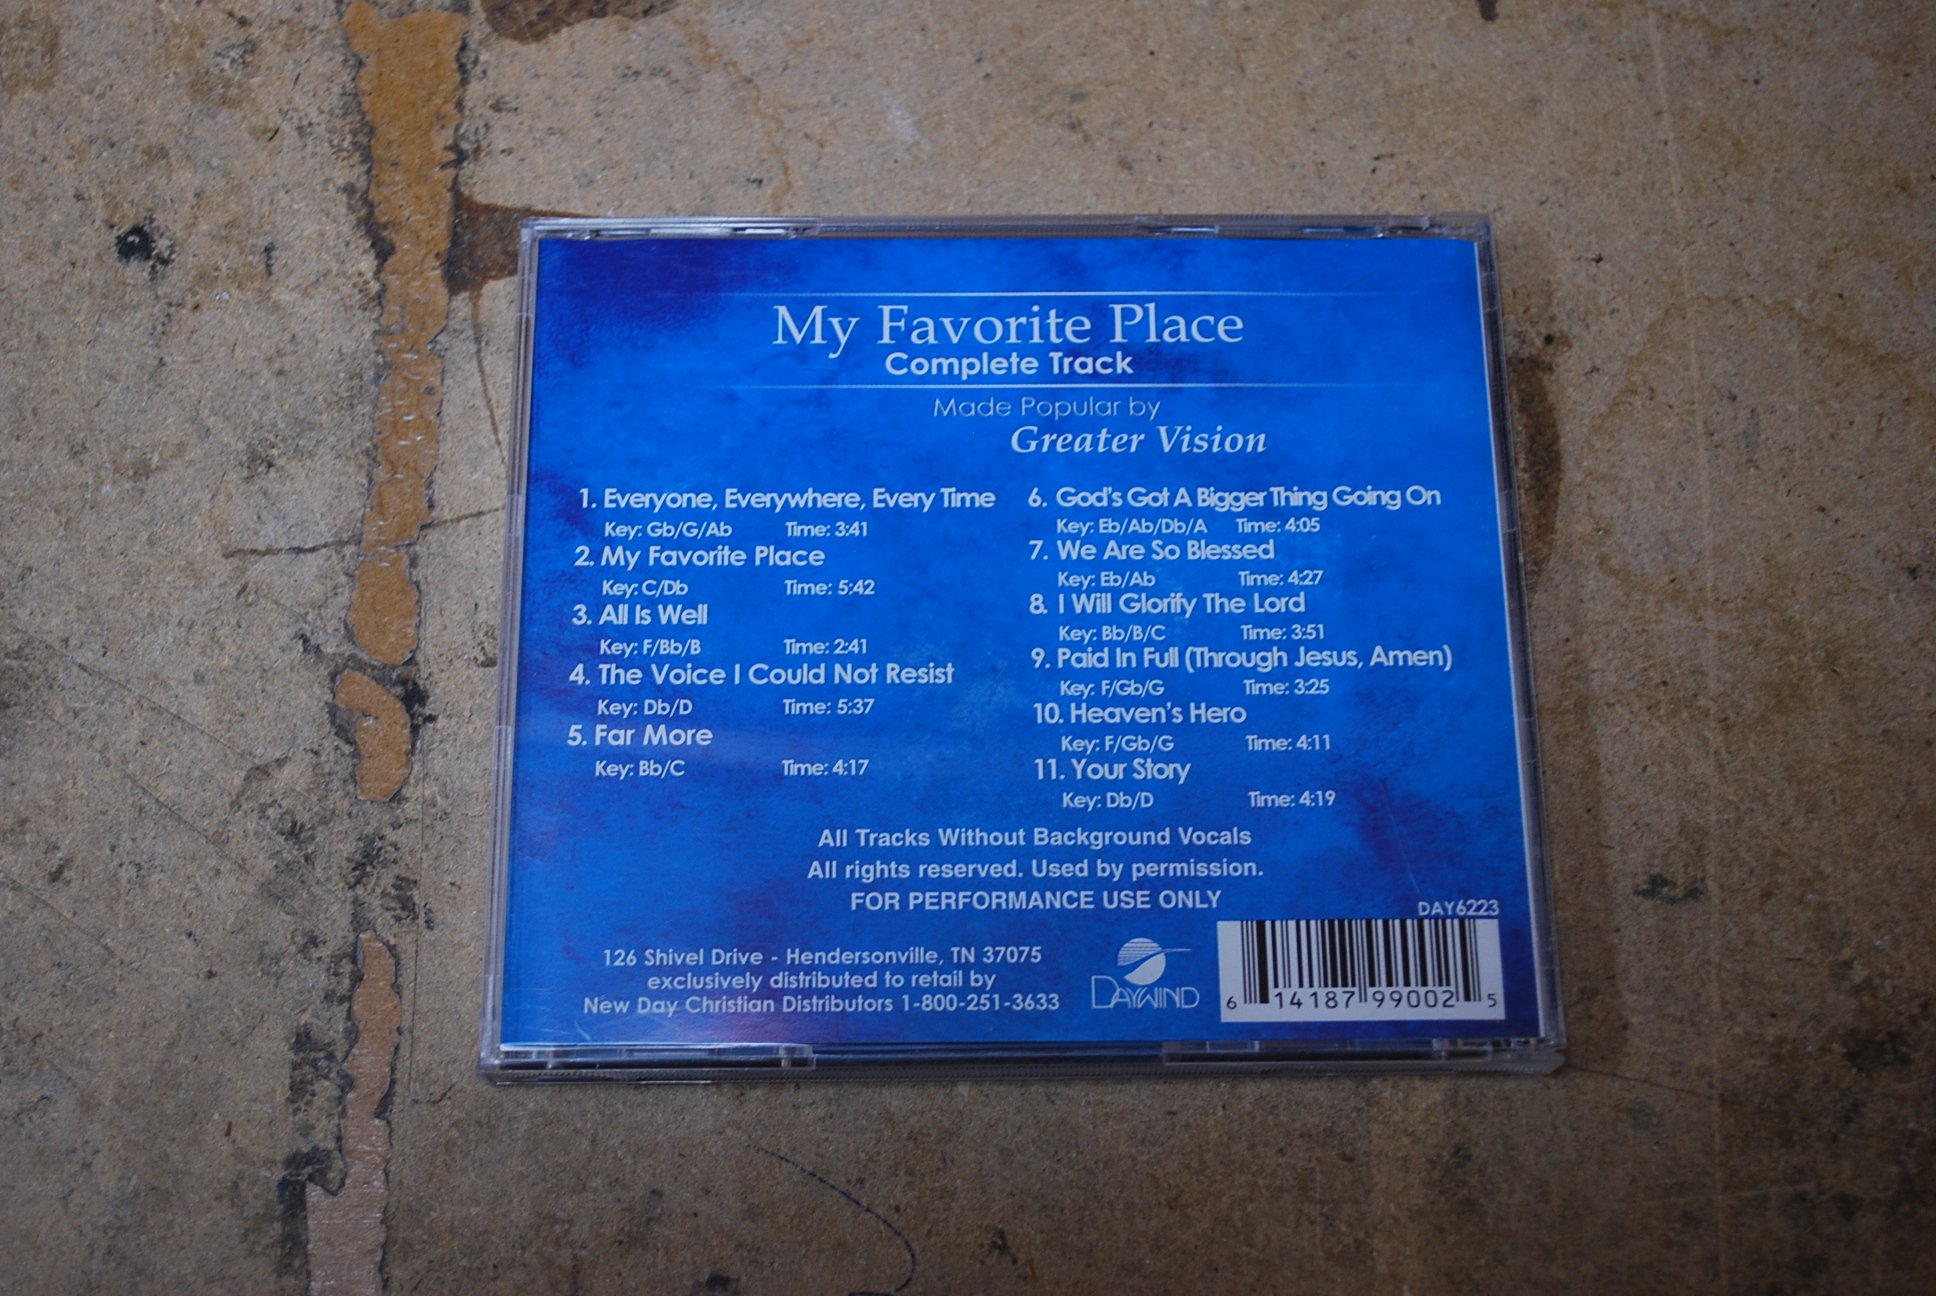 My Favorite Place
Complete Track
Made Popular by
Greater Vision
1. Everyone, Everywhere, Every Time
Key: Gb/G/Ab Time: 3:41
2. My Favorite Place
Key: C/Db Time: 5:42
3. All Is Well
Key: F/Bb/B Time: 2:41
4. The Voice I Could Not Resist
Key: Db/D Time: 5:37
5. Far More
Key: Bb/C Time: 4:17
6. God's Got A Bigger Thing Going On
Key: Eb/Ab/Db/A Time: 4:05
7. We Are So Blessed
Key: Eb/Ab Time: 4:27
8. I Will Glorify The Lord
Key: Bb/B/C Time: 3:51
9. Paid In Full (Through Jesus, Amen)
Key: F/Gb/G Time: 3:25
10. Heaven's Hero
Key: F/Gb/G Time: 4:11
11. Your Story
Key: Db/D Time: 4:19
All Tracks Without Background Vocals
All rights reserved. Used by permission.
FOR PERFORMANCE USE ONLY
126 Shivel Drive - Hendersonville, TN 37075
exclusively distributed to retail by
New Day Christian Distributors 1-800-251-3633
DAYWIND
DAY6223
6 14187 99002 5